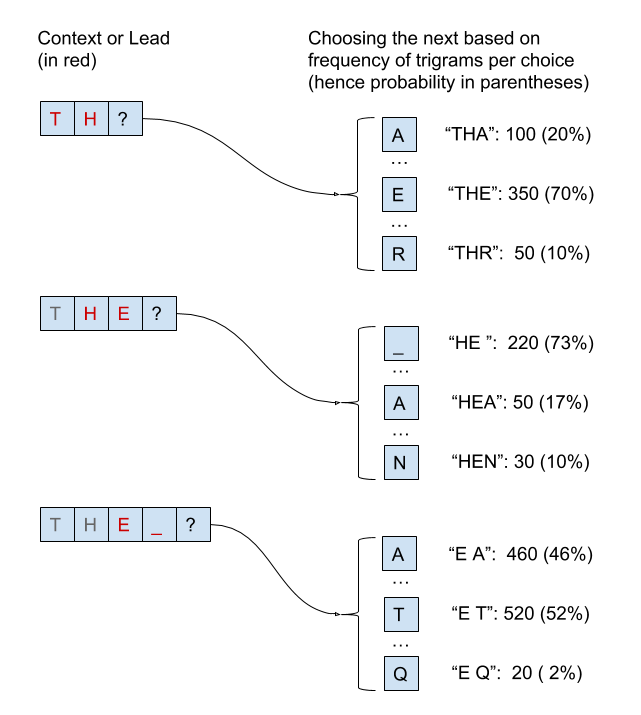 Context or Lead
(in red)
Choosing the next based on
frequency of trigrams per choice
(hence probability in parentheses)
T H ?
A “THA”: 100 (20%)
...
E “THE”: 350 (70%)
...
R “THR”: 50 (10%)
T H E ?
_ “HE ”: 220 (73%)
...
A “HEA”: 50 (17%)
...
N “HEN”: 30 (10%)
T H E _ ?
A “E A”: 460 (46%)
...
T “E T”: 520 (52%)
...
Q “E Q”: 20 ( 2%)